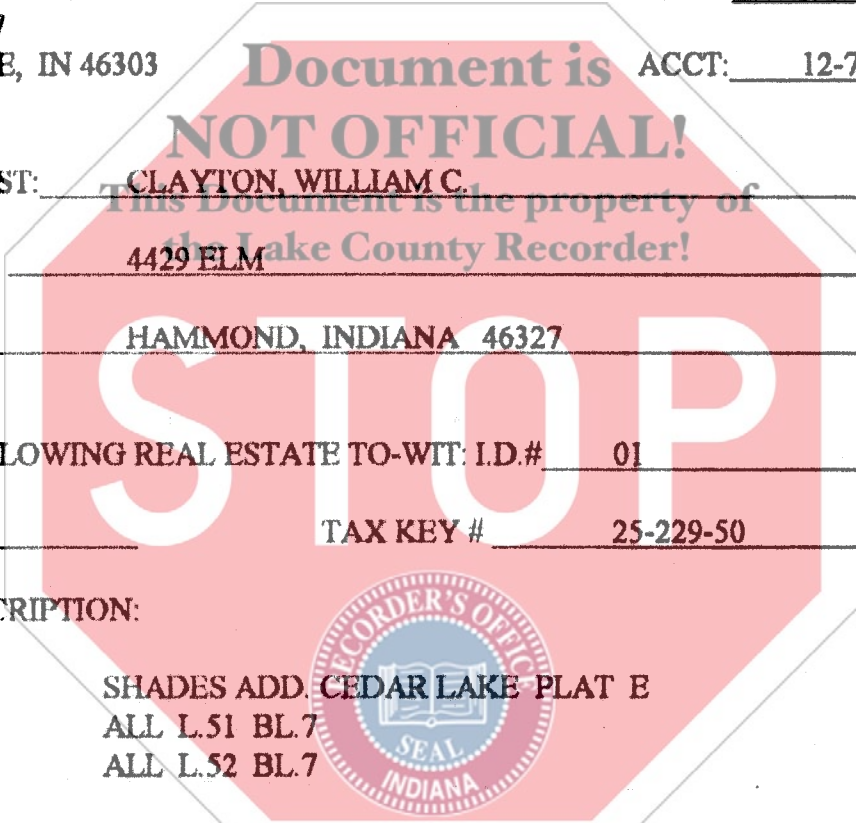 E, IN 46303 ACCT: 12-7
Document is
NOT OFFICIAL!
This Document is the property of
the Lake County Recorder!
ST: CLAYTON, WILLIAM C.
4429 ELM
HAMMOND, INDIANA 46327
STOP
LOWING REAL ESTATE TO-WIT: I.D.# 01
TAX KEY # 25-229-50
CRIPTION:
SHADES ADD. CEDAR LAKE PLAT E
ALL L.51 BL.7
ALL L.52 BL.7
RECORDER'S OFFICE
SEAL
INDIANA